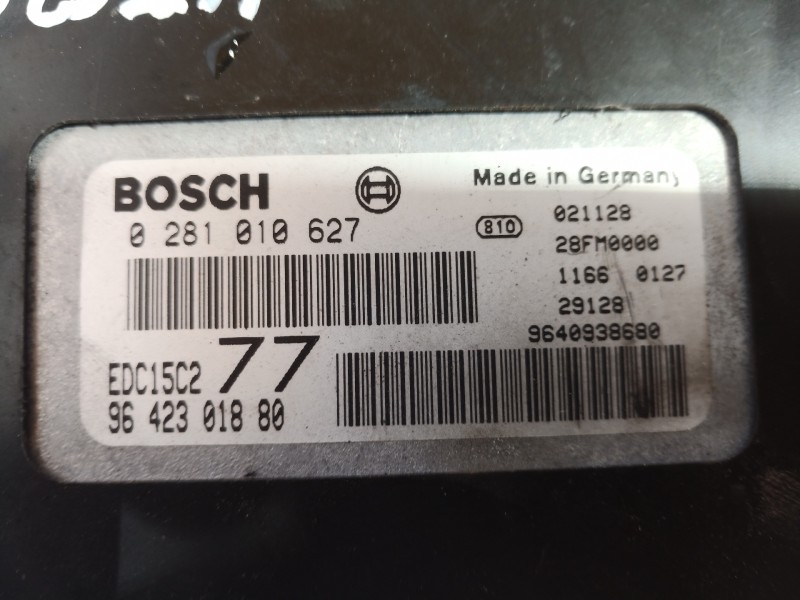 BOSCH
Made in Germany
0 281 010 627
810
021128
28FM0000
1166 0127
29128
9640938680
EDC15C2 77
96 423 018 80